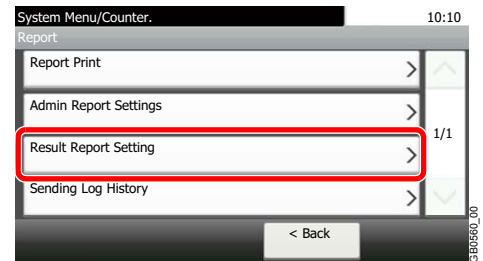 System Menu/Counter. 10:10
Report
Report Print
Admin Report Settings
1/1
Result Report Setting
Sending Log History
< Back
GB0560_00